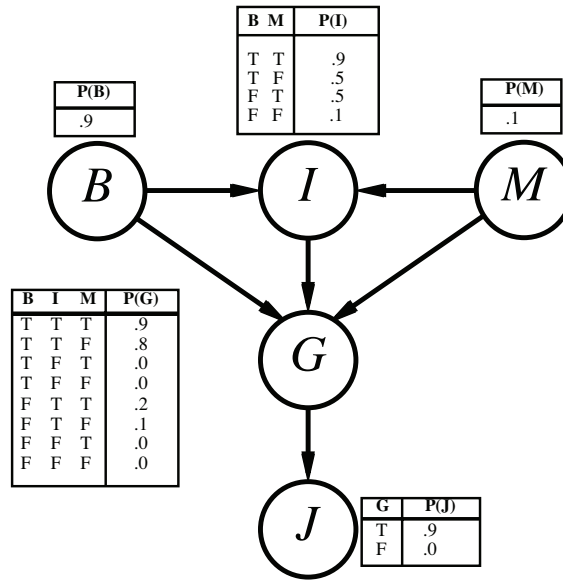 B M P(I)
T T .9
T F .5
F T .5
F F .1
P(B)
.9
P(M)
.1
B
I
M
B I M P(G)
T T T .9
T T F .8
T F T .0
T F F .0
F T T .2
F T F .1
F F T .0
F F F .0
G
J
G P(J)
T .9
F .0